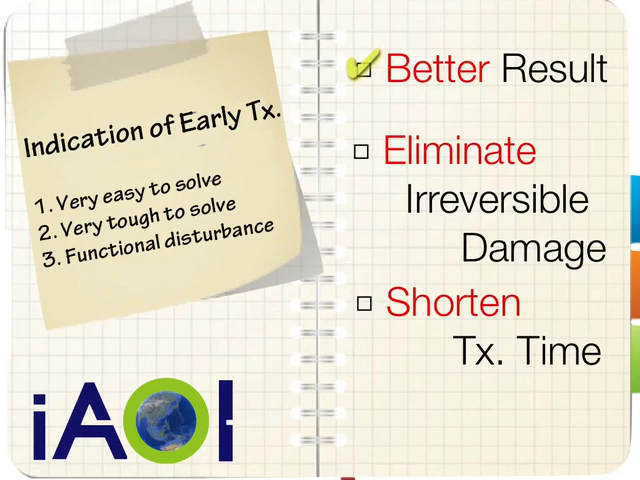 Indication of Early Tx.
1. Very easy to solve
2. Very tough to solve
3. Functional disturbance
Better Result
Eliminate
Irreversible
Damage
Shorten
Tx. Time